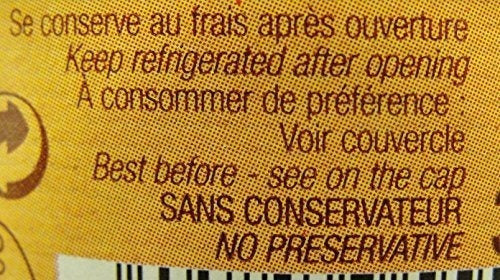 Se conserve au frais après ouverture
Keep refrigerated after opening
À consommer de préférence :
Voir couvercle
Best before - see on the cap
SANS CONSERVATEUR
NO PRESERVATIVE